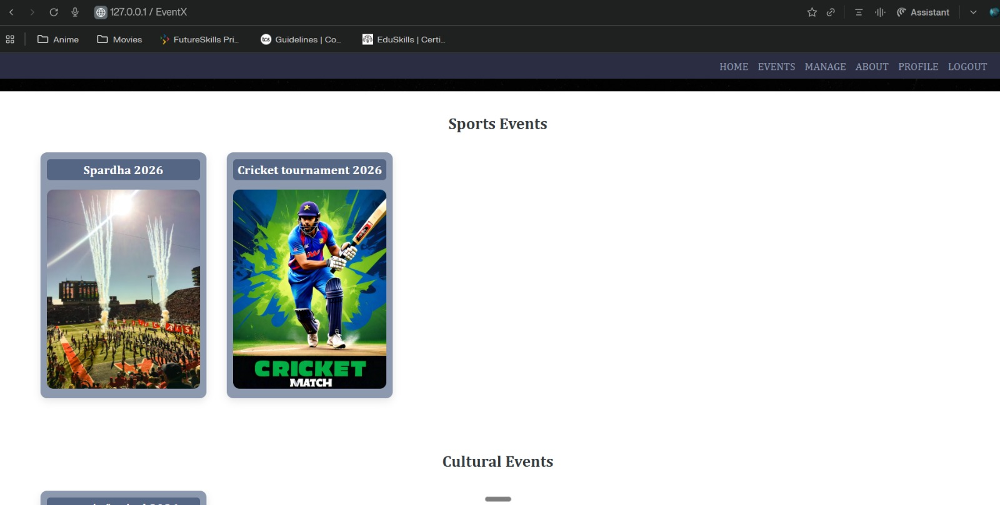 127.0.0.1 / EventX
Assistant
Anime
Movies
FutureSkills Pri...
tcs
Guidelines | Co...
EduSkills | Certi...
HOME EVENTS MANAGE ABOUT PROFILE LOGOUT
Sports Events
Spardha 2026
Cricket tournament 2026
CRICKET
MATCH
Cultural Events